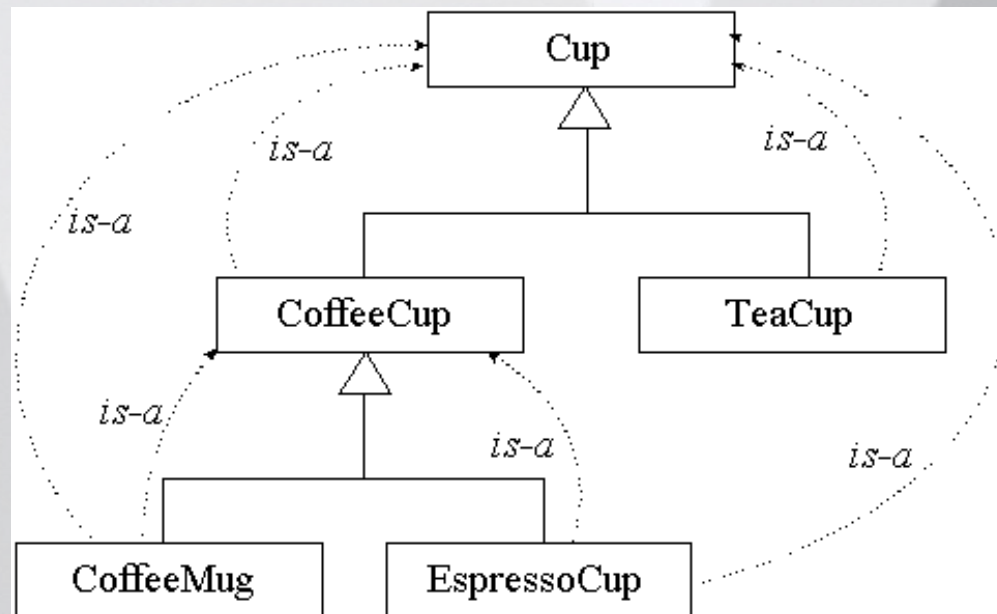 Cup
is-a
is-a
is-a
CoffeeCup
TeaCup
is-a
is-a
is-a
CoffeeMug
EspressoCup